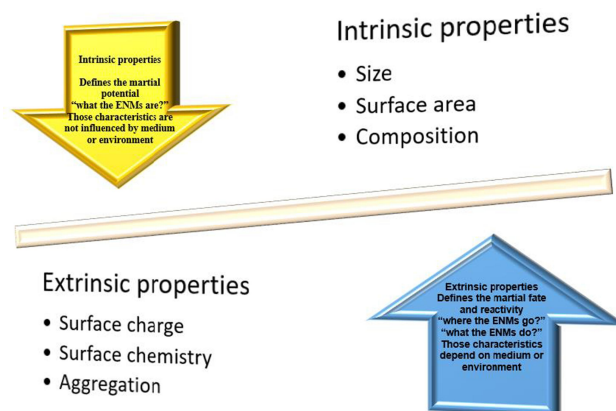 Intrinsic properties
Defines the martial
potential
“what the ENMs are?”
Those characteristics are
not influenced by medium
or environment
Intrinsic properties
• Size
• Surface area
• Composition
Extrinsic properties
• Surface charge
• Surface chemistry
• Aggregation
Extrinsic properties
Defines the martial fate
and reactivity
“where the ENMs go?”
“what the ENMs do?”
Those characteristics
depend on medium or
environment